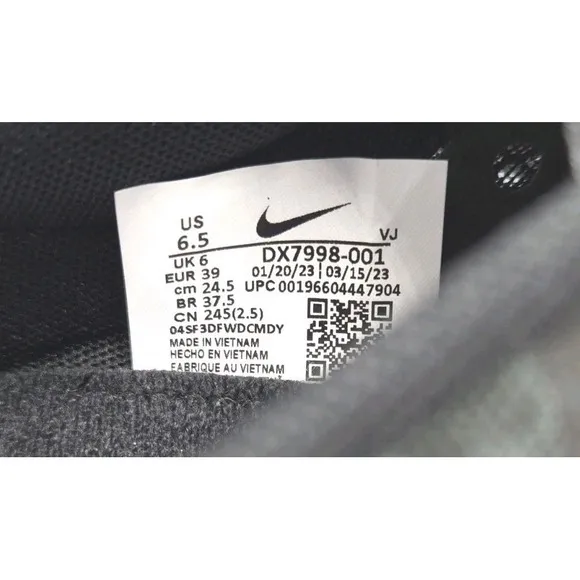 US
6.5
UK 6
EUR 39
cm 24.5
BR 37.5
CN 245(2.5)
04SF3DFWDCMDY
MADE IN VIETNAM
HECHO EN VIETNAM
FABRIQUE AU VIETNAM
VJ
DX7998-001
01/20/23 | 03/15/23
UPC 00196604447904